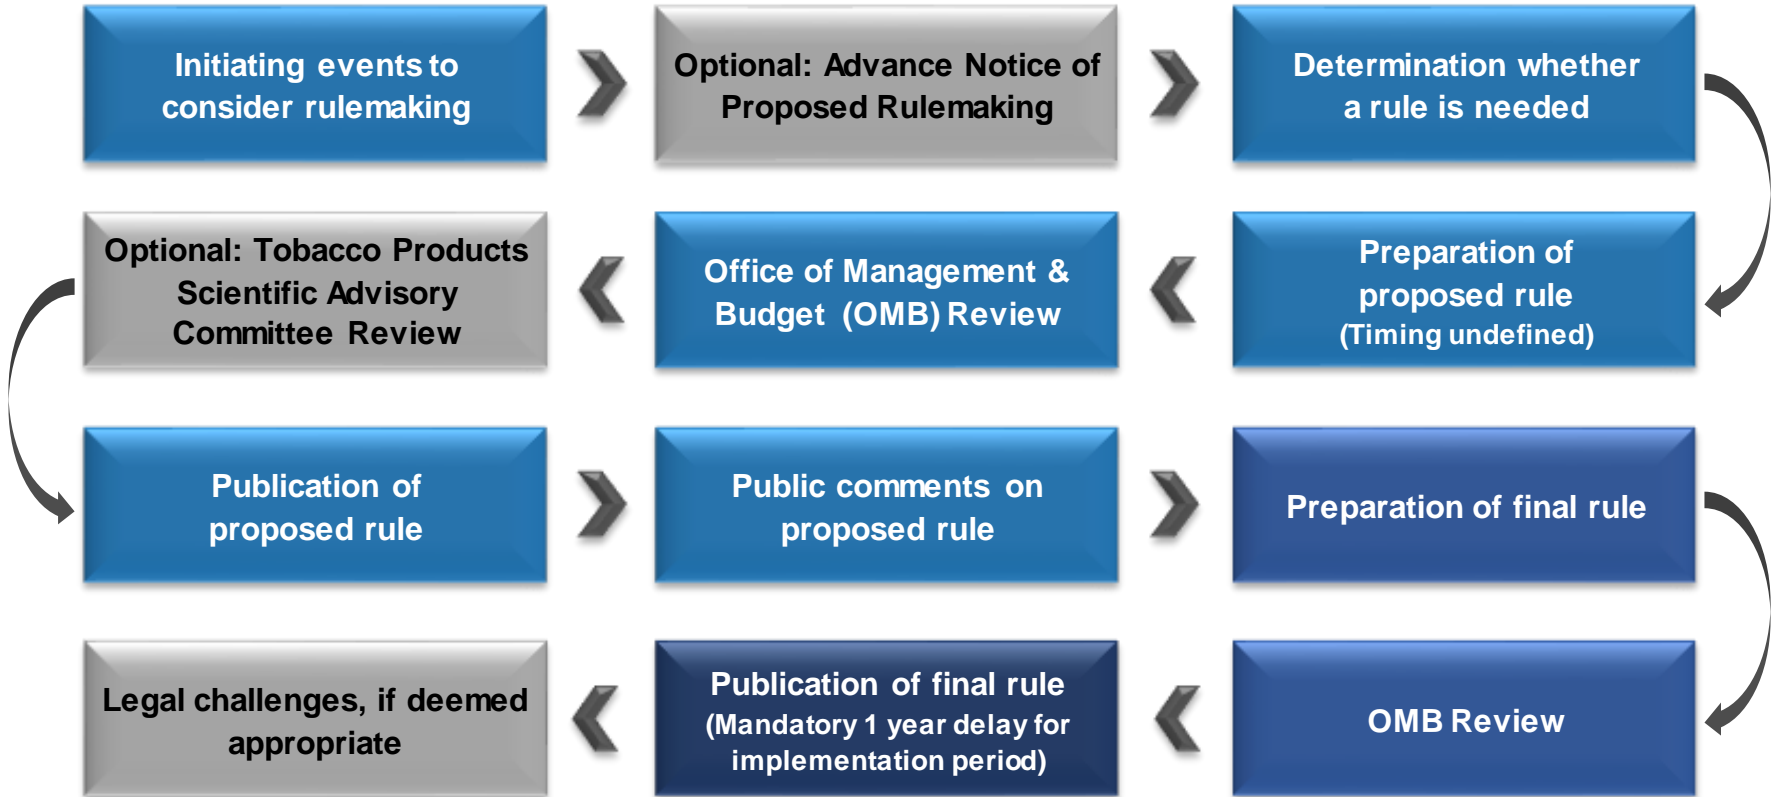 Initiating events to
consider rulemaking
Optional: Advance Notice of
Proposed Rulemaking
Determination whether
a rule is needed
Preparation of
proposed rule
(Timing undefined)
Office of Management &
Budget (OMB) Review
Optional: Tobacco Products
Scientific Advisory
Committee Review
Publication of
proposed rule
Public comments on
proposed rule
Preparation of final rule
OMB Review
Publication of final rule
(Mandatory 1 year delay for
implementation period)
Legal challenges, if deemed
appropriate